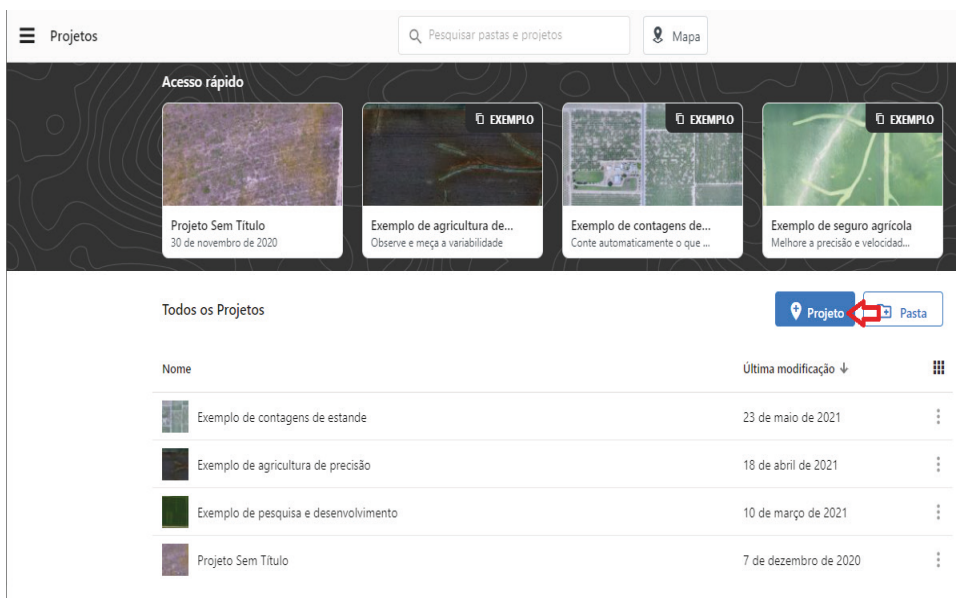 Projetos
Pesquisar pastas e projetos
Mapa
Acesso rápido
EXEMPLO
EXEMPLO
EXEMPLO
Projeto Sem Título
30 de novembro de 2020
Exemplo de agricultura de...
Observe e meça a variabilidade
Exemplo de contagens de...
Conte automaticamente o que ...
Exemplo de seguro agrícola
Melhore a precisão e velocidad...
Todos os Projetos
Projeto
Pasta
Nome
Última modificação
Exemplo de contagens de estande
23 de maio de 2021
Exemplo de agricultura de precisão
18 de abril de 2021
Exemplo de pesquisa e desenvolvimento
10 de março de 2021
Projeto Sem Título
7 de dezembro de 2020